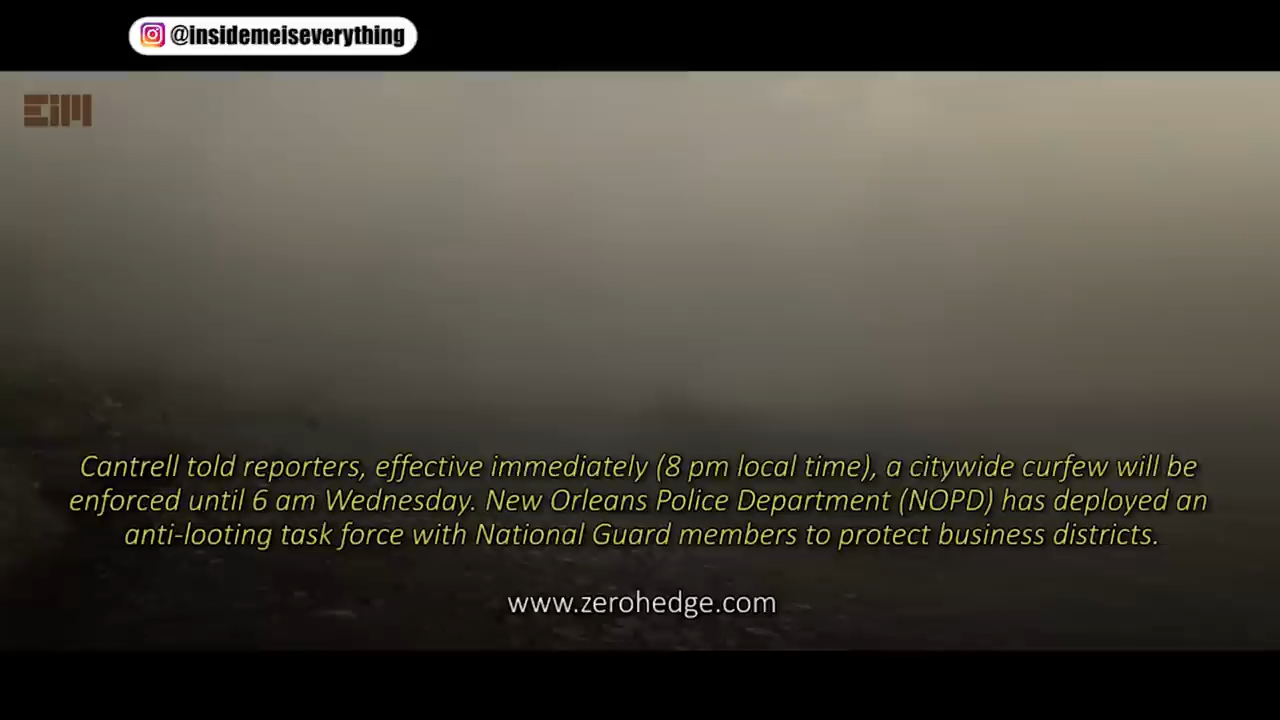 @insidemeiseverything
EiM
Cantrell told reporters, effective immediately (8 pm local time), a citywide curfew will be
enforced until 6 am Wednesday. New Orleans Police Department (NOPD) has deployed an
anti-looting task force with National Guard members to protect business districts.
www.zerohedge.com